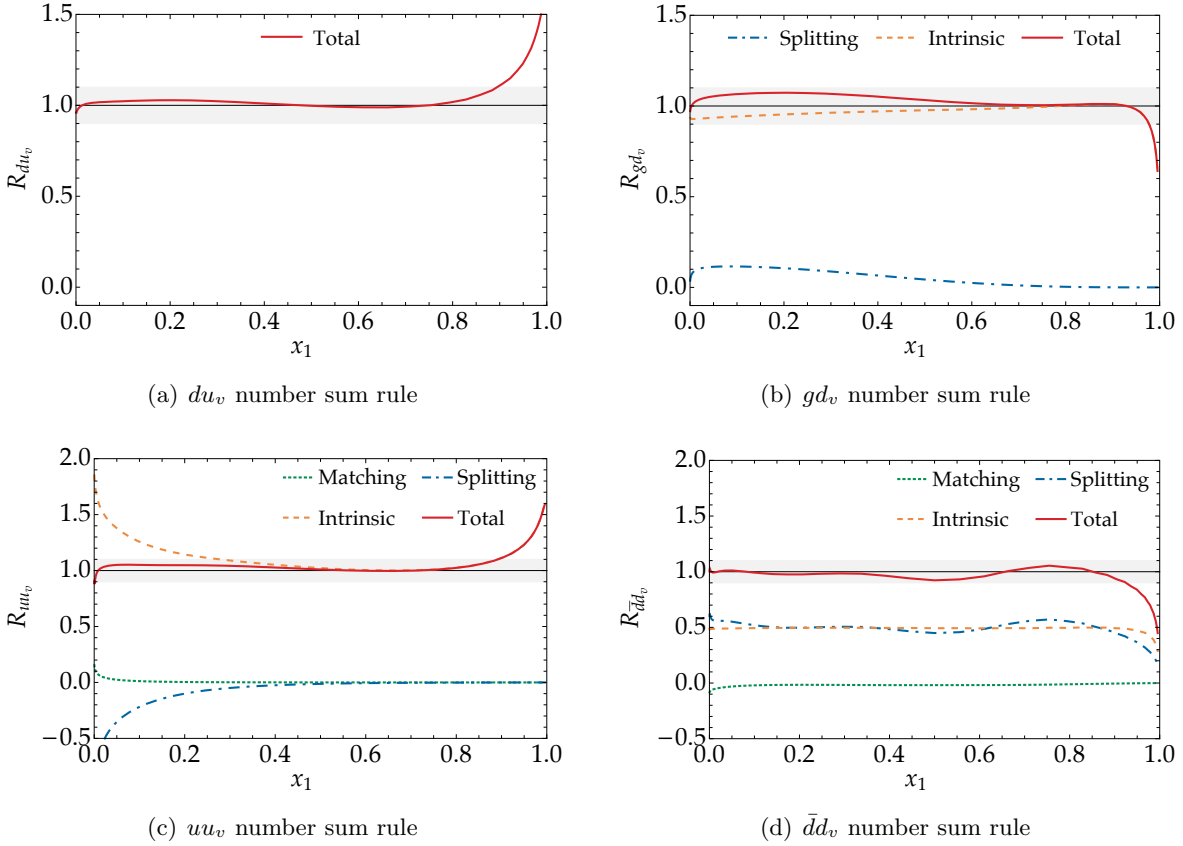 1.5
1.0
0.5
0.0
R_{du_v}
Total
0.0 0.2 0.4 0.6 0.8 1.0
x_1
(a) du_v number sum rule
1.5
1.0
0.5
0.0
R_{gd_v}
Splitting Intrinsic Total
0.0 0.2 0.4 0.6 0.8 1.0
x_1
(b) gd_v number sum rule
2.0
1.5
1.0
0.5
0.0
−0.5
R_{uu_v}
Matching Splitting
Intrinsic Total
0.0 0.2 0.4 0.6 0.8 1.0
x_1
(c) uu_v number sum rule
2.0
1.5
1.0
0.5
0.0
−0.5
R_{d̄d_v}
Matching Splitting
Intrinsic Total
0.0 0.2 0.4 0.6 0.8 1.0
x_1
(d) d̄d_v number sum rule